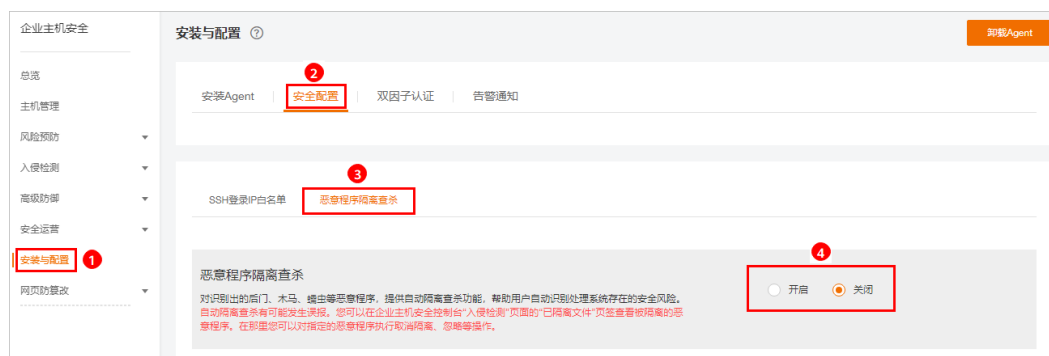 企业主机安全
安装与配置 ?
卸载Agent
总览
主机管理
风险预防
入侵检测
高级防御
安全运营
安装与配置 1
网页防篡改
2
安装Agent 安全配置 双因子认证 告警通知
3
SSH登录IP白名单 恶意程序隔离查杀
4
恶意程序隔离查杀
开启 关闭
对识别出的后门、木马、蠕虫等恶意程序，提供自动隔离查杀功能，帮助用户自动识别处理系统存在的安全风险。
自动隔离查杀有可能发生误报。您可以在企业主机安全控制台“入侵检测”页面的“已隔离文件”页签查看被隔离的恶
意程序。在那里您可以对指定的恶意程序执行取消隔离、忽略等操作。